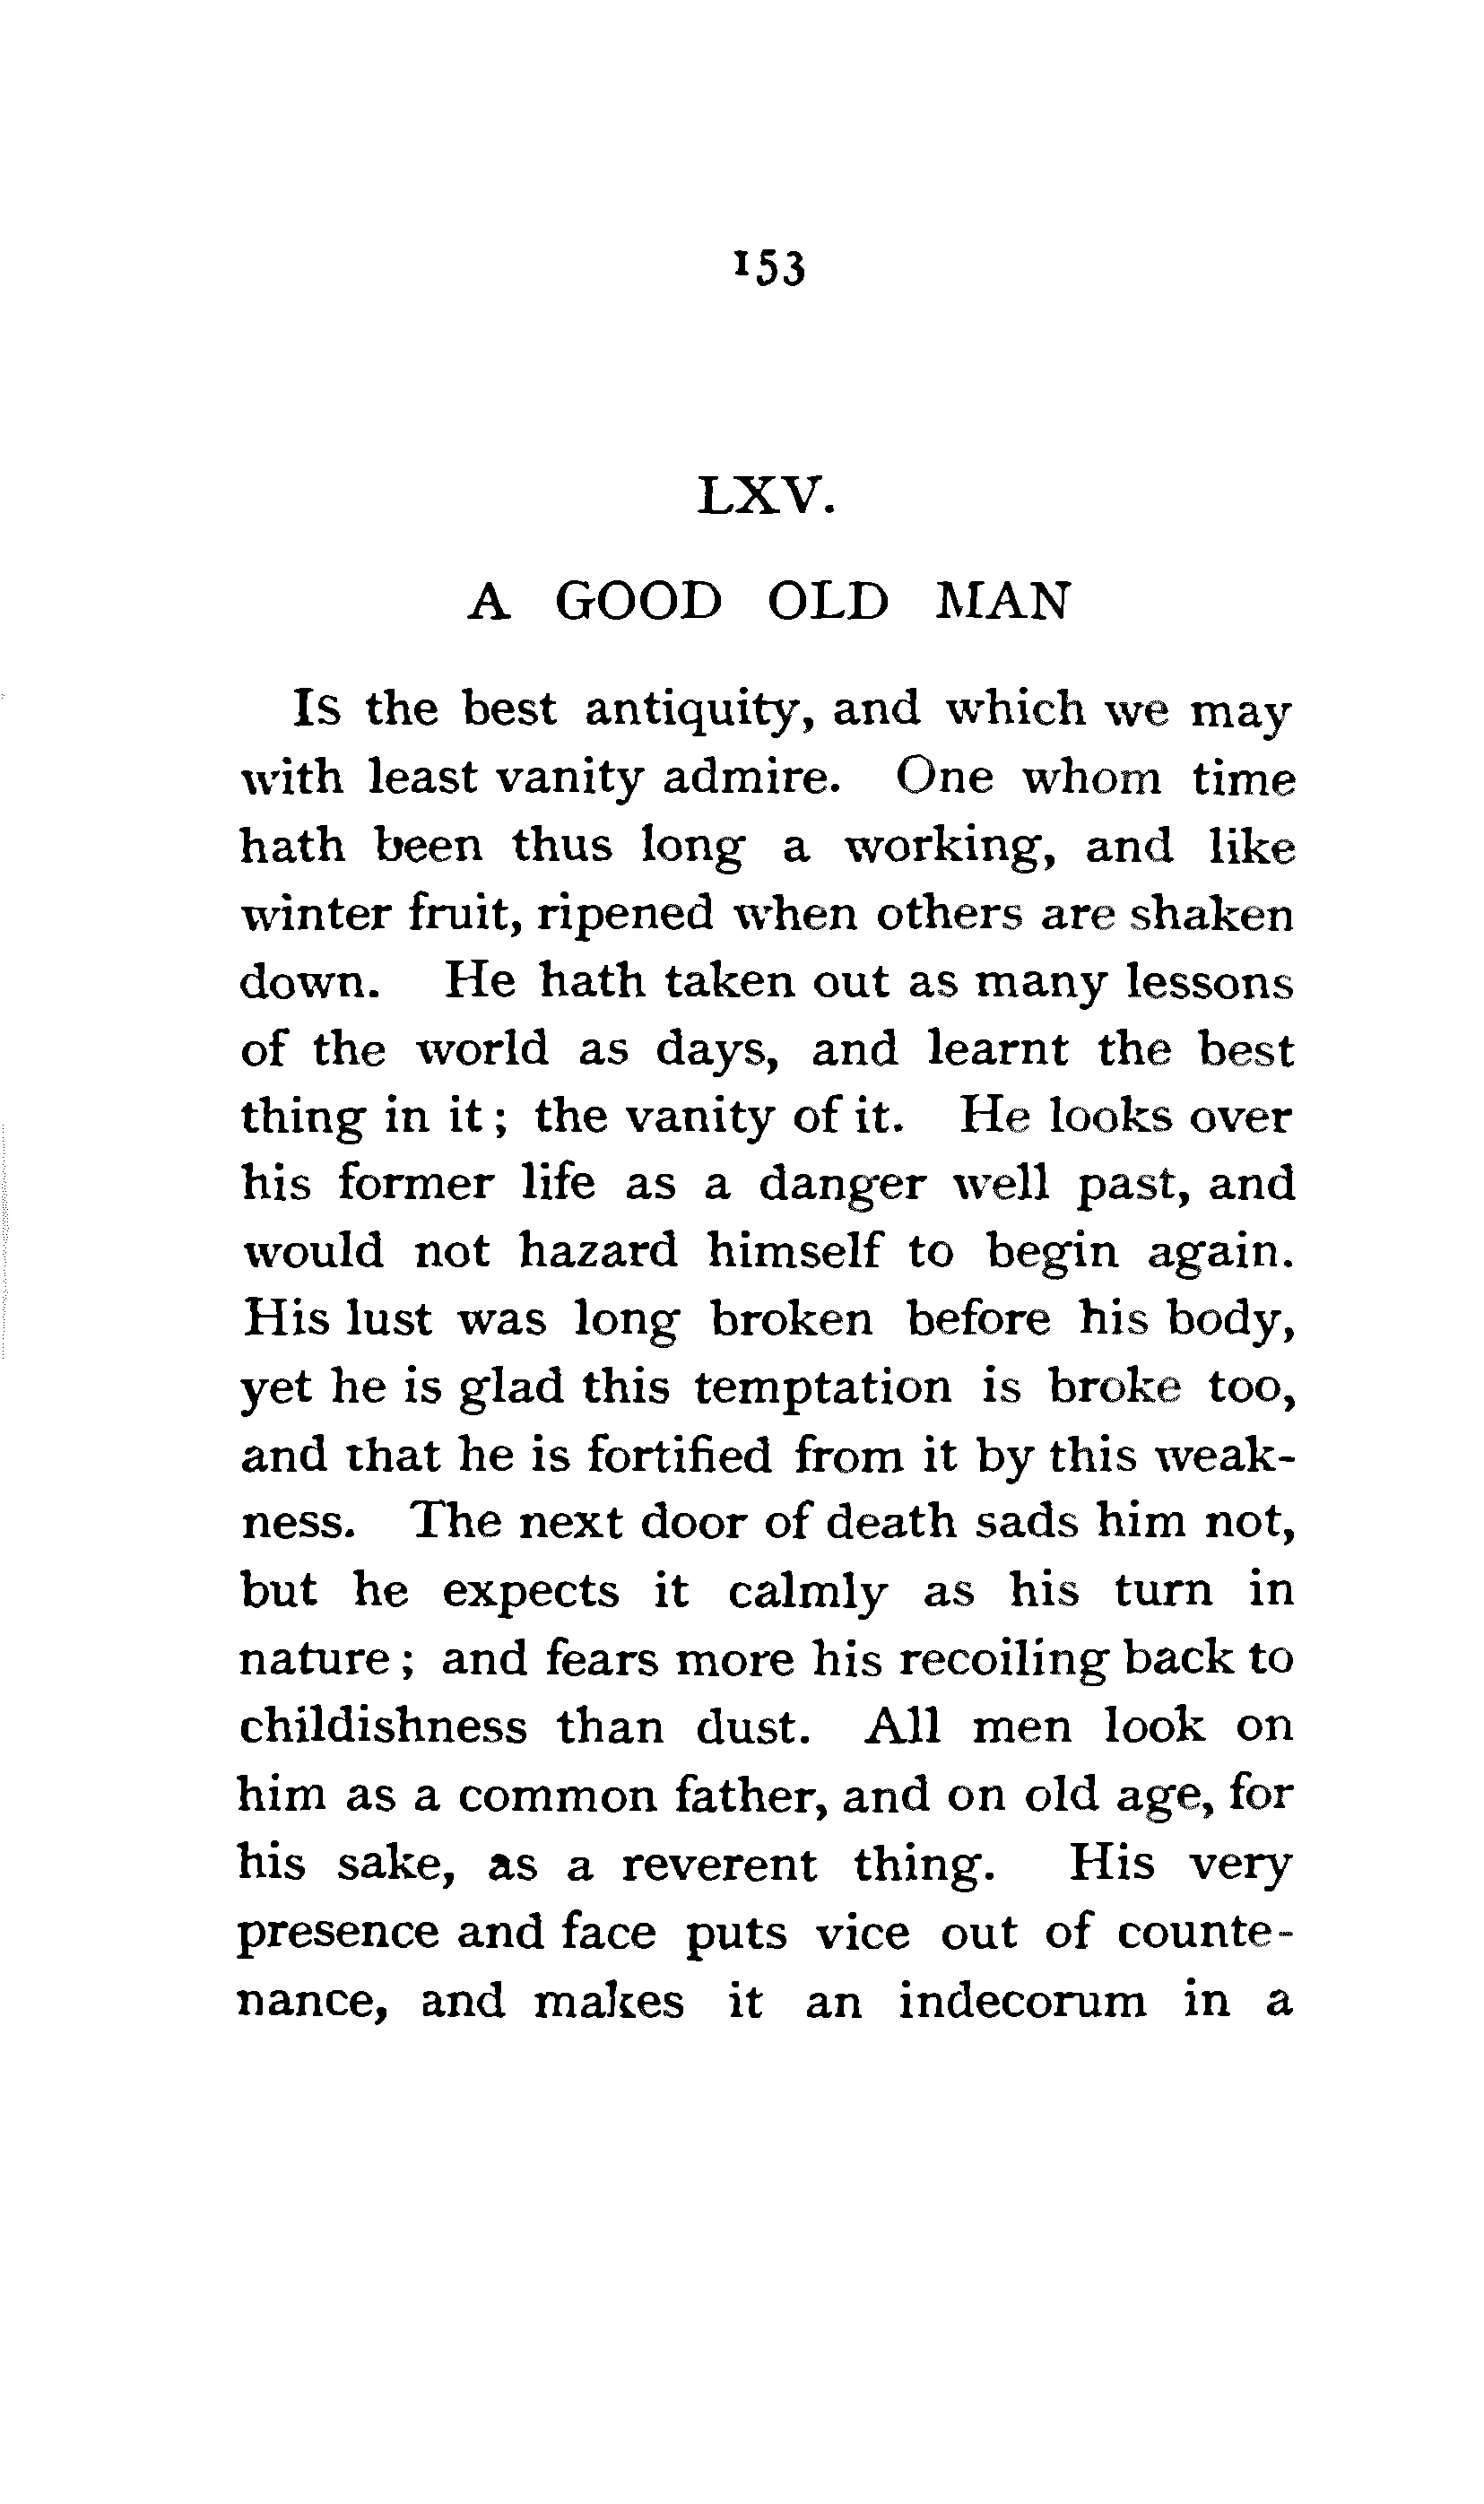 153
LXV.
A GOOD OLD MAN
Is the best antiquity, and which we may
with least vanity admire. One whom time
hath been thus long a working, and like
winter fruit, ripened when others are shaken
down. He hath taken out as many lessons
of the world as days, and learnt the best
thing in it; the vanity of it. He looks over
his former life as a danger well past, and
would not hazard himself to begin again.
His lust was long broken before his body,
yet he is glad this temptation is broke too,
and that he is fortified from it by this weak-
ness. The next door of death sads him not,
but he expects it calmly as his turn in
nature; and fears more his recoiling back to
childishness than dust. All men look on
him as a common father, and on old age, for
his sake, as a reverent thing. His very
presence and face puts vice out of counte-
nance, and makes it an indecorum in a